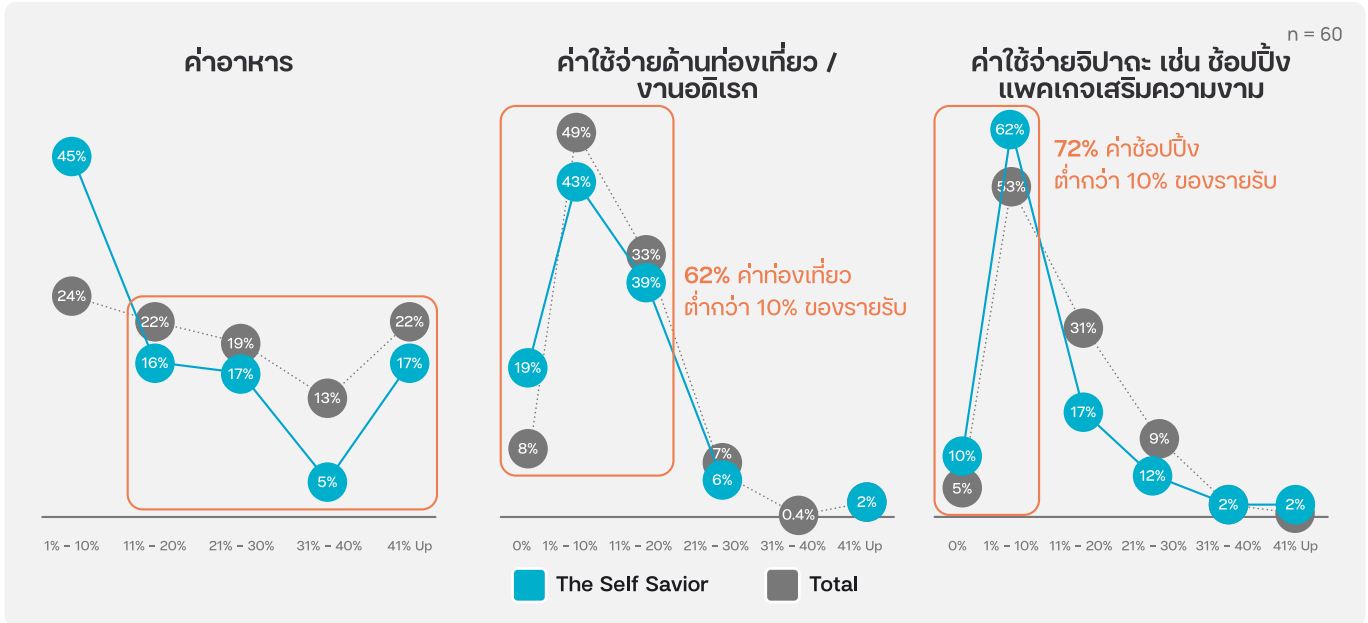 n = 60
ค่าอาหาร
45%
24%
22%
16%
19%
17%
13%
5%
22%
17%
1% - 10%
11% - 20%
21% - 30%
31% - 40%
41% Up
ค่าใช้จ่ายด้านท่องเที่ยว /
งานอดิเรก
49%
43%
33%
39%
19%
8%
7%
6%
0.4%
2%
62% ค่าท่องเที่ยว
ต่ำกว่า 10% ของรายรับ
0%
1% - 10%
11% - 20%
21% - 30%
31% - 40%
41% Up
ค่าใช้จ่ายจิปาถะ เช่น ช้อปปิ้ง
แพคเกจเสริมความงาม
62%
53%
72% ค่าช้อปปิ้ง
ต่ำกว่า 10% ของรายรับ
31%
17%
10%
5%
9%
12%
2%
2%
0%
1% - 10%
11% - 20%
21% - 30%
31% - 40%
41% Up
The Self Savior
Total